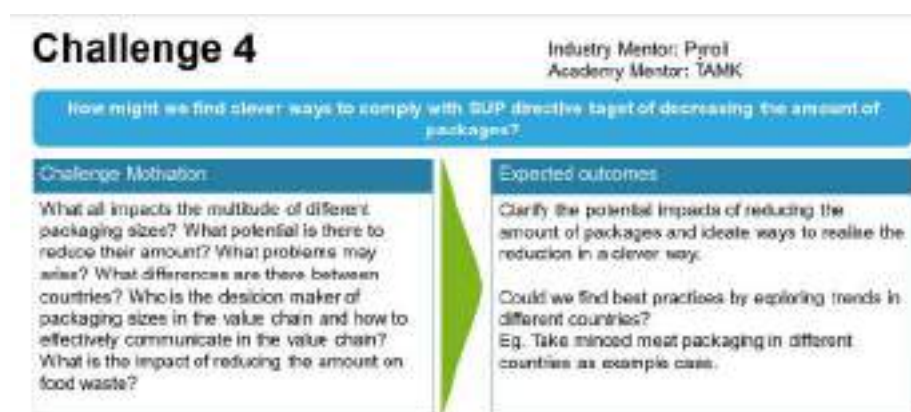 Challenge 4
Industry Mentor: Pyroll
Academy Mentor: TAMK
How might we find clever ways to comply with SUP directive taget of decreasing the amount of
packages?
Challenge Motivation
What all impacts the multitude of different
packaging sizes? What potential is there to
reduce their amount? What problems may
arise? What differences are there between
countries? Who is the desicion maker of
packaging sizes in the value chain and how to
effectively communicate in the value chain?
What is the impact of reducing the amount on
food waste?
Expected outcomes
Clarify the potential impacts of reducing the
amount of packages and ideate ways to realise the
reduction in a clever way.
Could we find best practices by exploring trends in
different countries?
Eg. Take minced meat packaging in different
countries as example case.